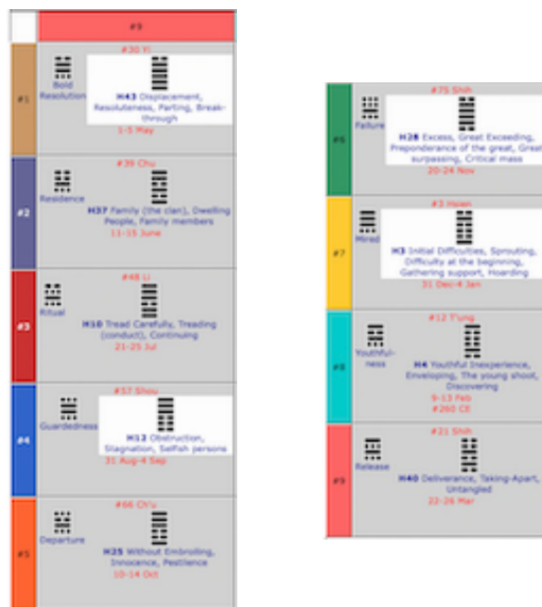 #9
#30 Yi
#1
Bold
Resolution
H43 Displacement,
Resoluteness, Parting, Break-
through
1-5 May
#39 Chu
#2
Residence
H37 Family (the clan), Dwelling
People, Family members
11-15 June
#48 Li
#3
Ritual
H10 Tread Carefully, Treading
(conduct), Continuing
21-25 Jul
#57 Shou
#4
Guardedness
H12 Obstruction,
Stagnation, Selfish persons
31 Aug-4 Sep
#66 Ch'u
#5
Departure
H25 Without Embroiling,
Innocence, Pestilence
10-14 Oct
#75 Shih
#6
Failure
H28 Excess, Great Exceeding,
Preponderance of the great, Great
surpassing, Critical mass
20-24 Nov
#3 Hsien
#7
Mired
H3 Initial Difficulties, Sprouting,
Difficulty at the beginning,
Gathering support, Hoarding
31 Dec-4 Jan
#12 T'ung
#8
Youthful-
ness
H4 Youthful Inexperience,
Enveloping, The young shoot,
Discovering
9-13 Feb
#260 CE
#21 Shih
#9
Release
H40 Deliverance, Taking-Apart,
Untangled
22-26 Mar